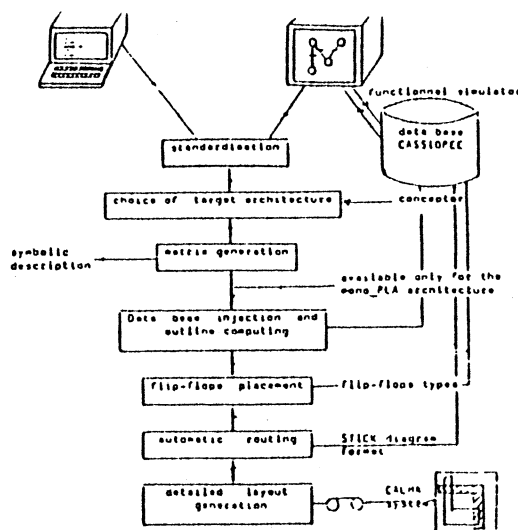 functionnel simulator
data base
CASSIOPEE
standardisation
choice of target architecture
conceptor
matrix generation
symbolic
description
available only for the
mono_PLA architecture
Data base injection and
outline computing
flip-flops placement
flip-flops types
automatic routing
STICK diagram
format
detailed layout
generation
CALMA
system